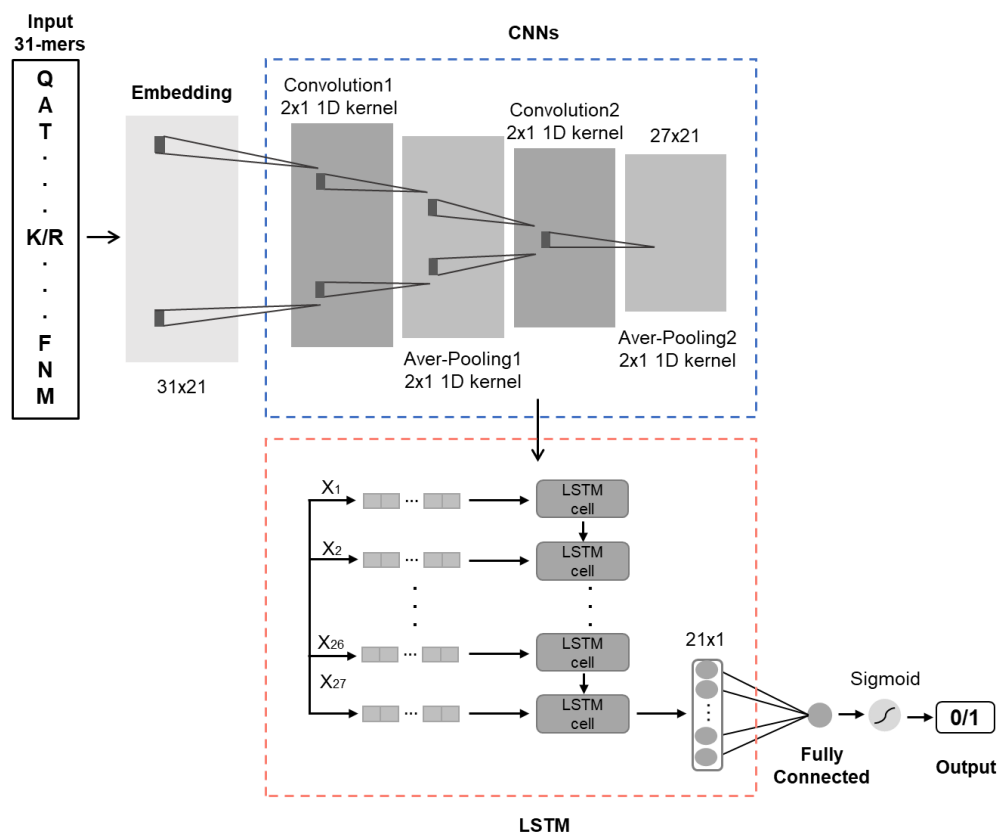 Input
31-mers
Q
A
T
.
.
.
K/R
.
.
.
F
N
M
Embedding
31x21
CNNs
Convolution1
2x1 1D kernel
Aver-Pooling1
2x1 1D kernel
Convolution2
2x1 1D kernel
27x21
Aver-Pooling2
2x1 1D kernel
X1
...
LSTM
cell
X2
...
LSTM
cell
X26
...
LSTM
cell
X27
...
LSTM
cell
21x1
Fully
Connected
Sigmoid
0/1
Output
LSTM